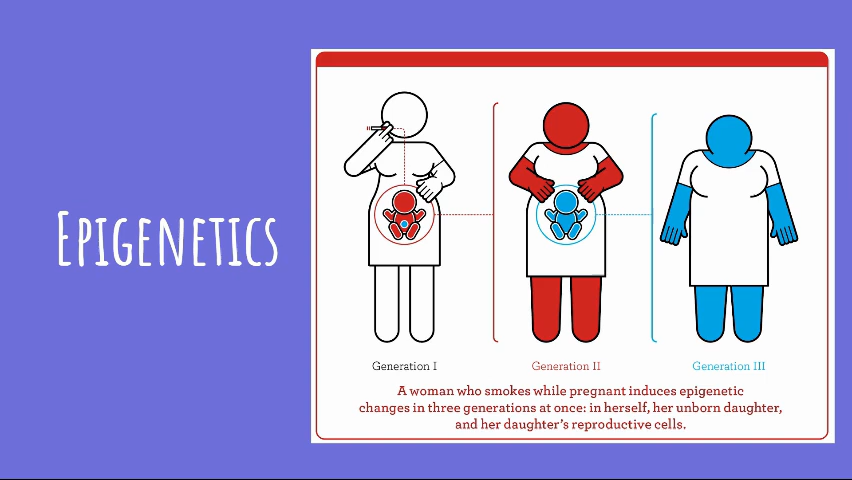 Epigenetics
Generation I
Generation II
Generation III
A woman who smokes while pregnant induces epigenetic
changes in three generations at once: in herself, her unborn daughter,
and her daughter's reproductive cells.